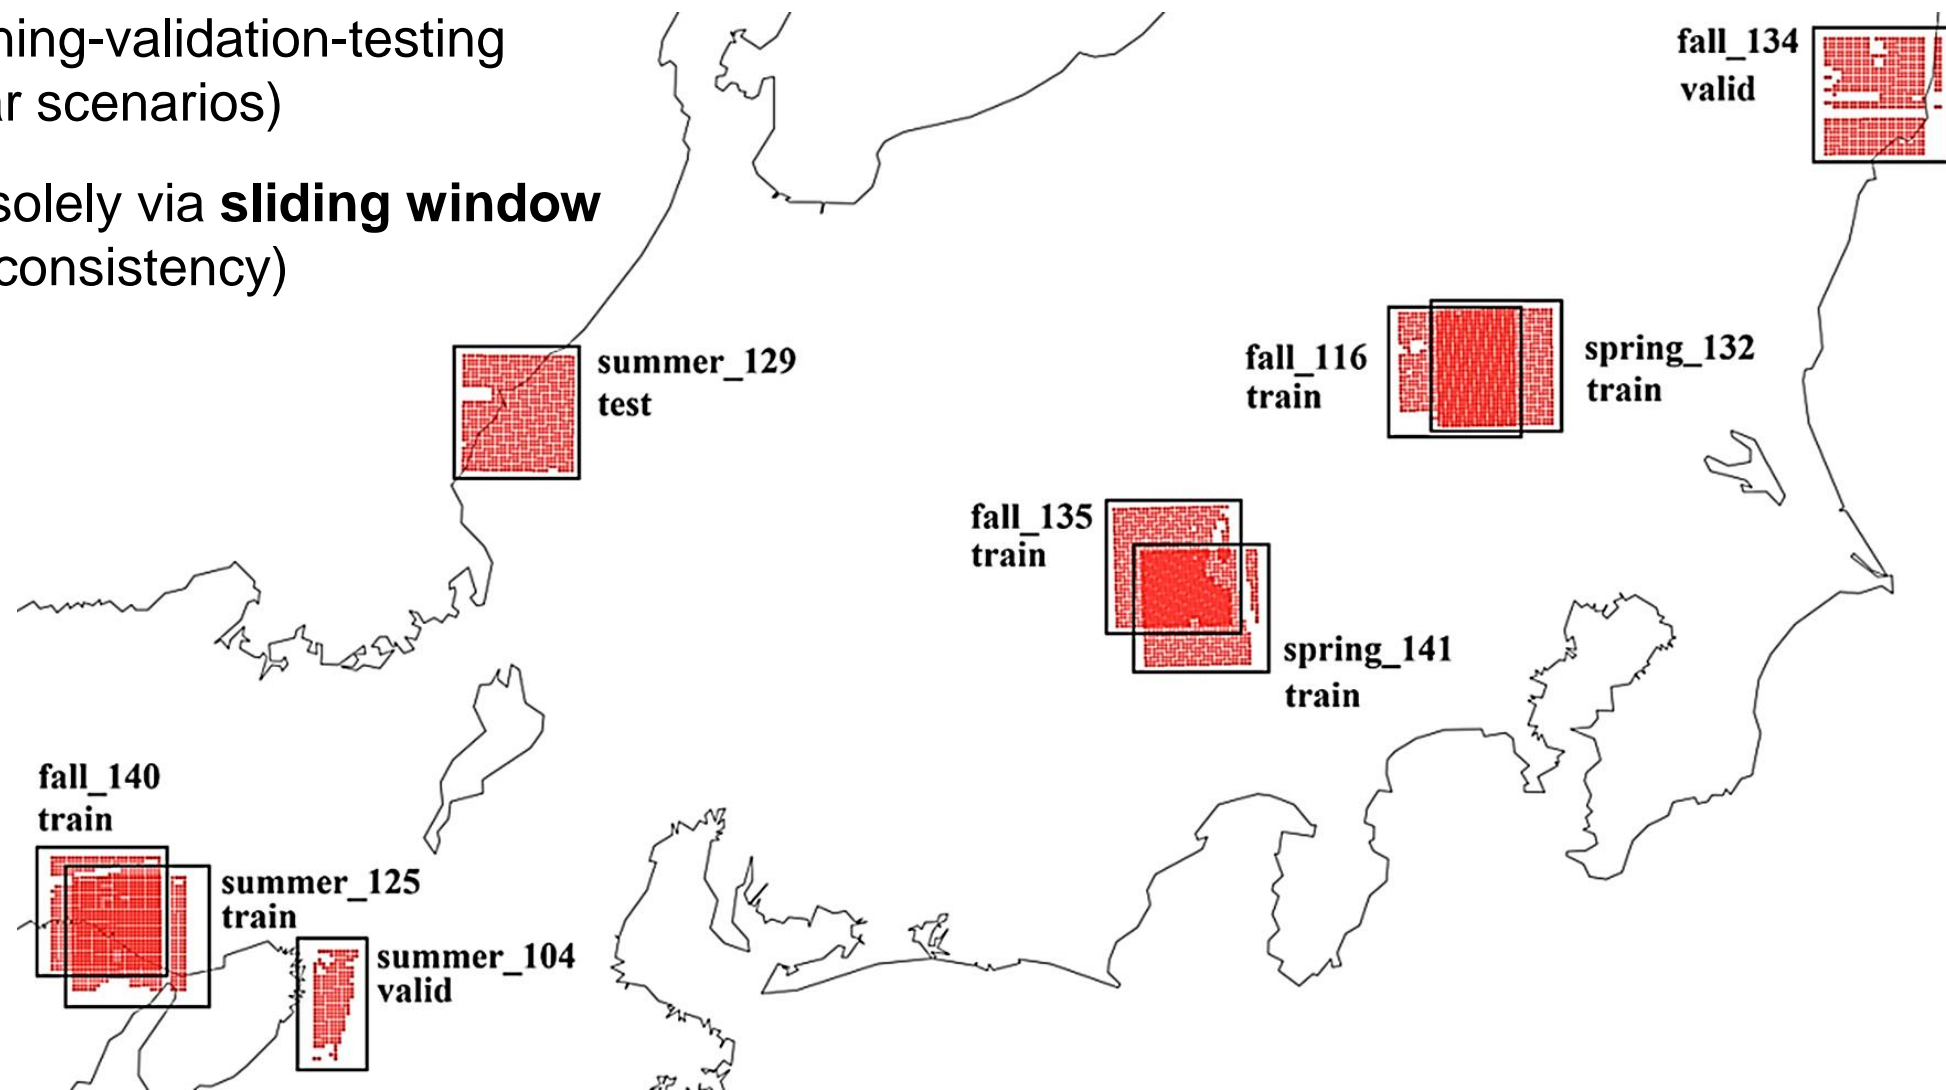 ning-validation-testing
ar scenarios)
solely via sliding window
consistency)
fall_134
valid
summer_129
test
fall_116
train
spring_132
train
fall_135
train
spring_141
train
fall_140
train
summer_125
train
summer_104
valid